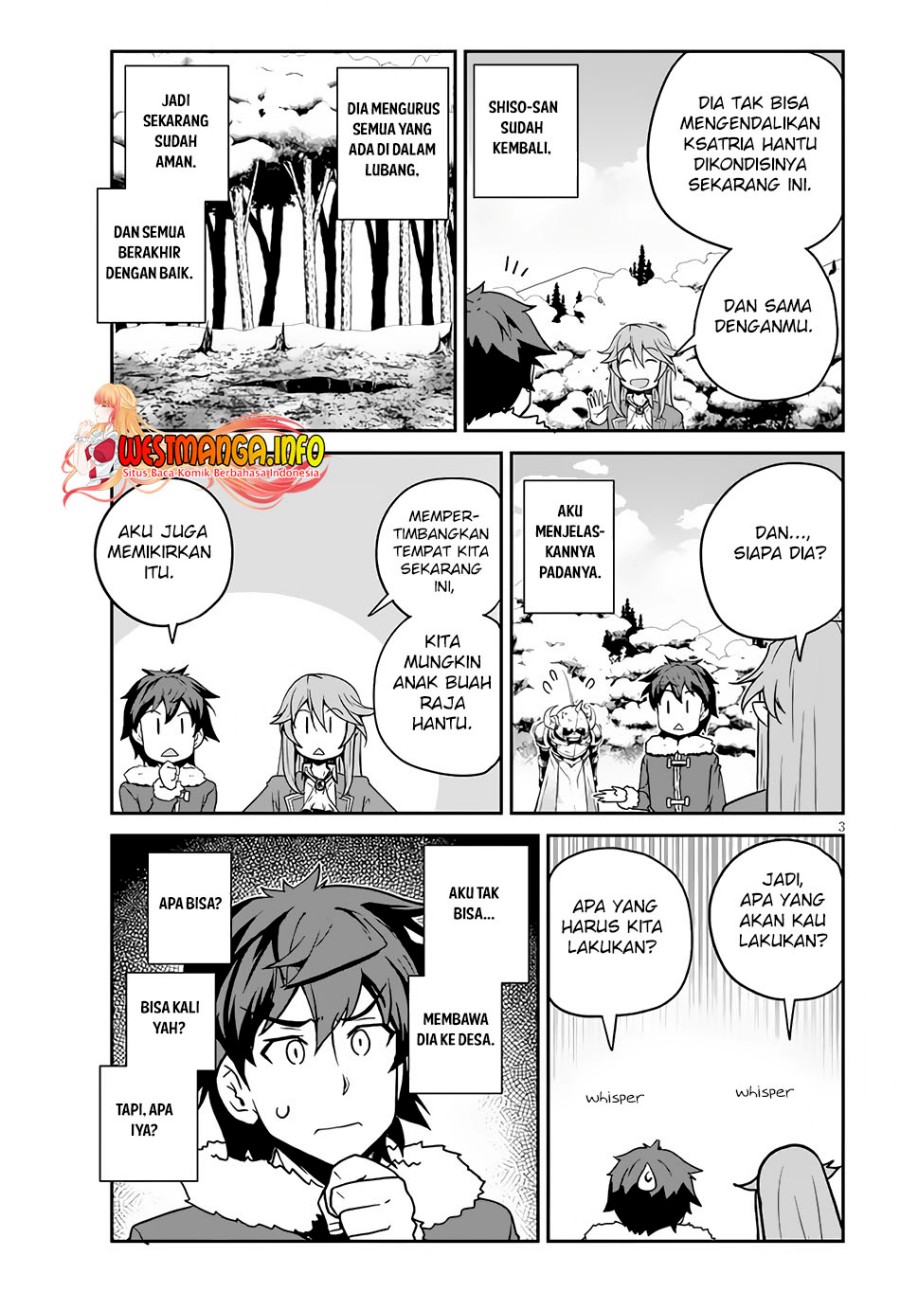 SHISO-SAN
SUDAH
KEMBALI.
DIA TAK BISA
MENGENDALIKAN
KSATRIA HANTU
DIKONDISINYA
SEKARANG INI.
DAN SAMA
DENGANMU.
DIA MENGURUS
SEMUA YANG
ADA DI DALAM
LUBANG.
JADI
SEKARANG
SUDAH
AMAN.
DAN SEMUA
BERAKHIR
DENGAN BAIK.
WESTMANGA.INFO
Situs Baca Komik Berbahasa Indonesia
DAN...,
SIAPA DIA?
AKU
MENJELAS-
KANNYA
PADANYA.
MEMPER-
TIMBANGKAN
TEMPAT KITA
SEKARANG
INI,
KITA
MUNGKIN
ANAK BUAH
RAJA
HANTU.
AKU JUGA
MEMIKIRKAN
ITU.
3
JADI,
APA YANG
AKAN KAU
LAKUKAN?
APA YANG
HARUS KITA
LAKUKAN?
whisper
whisper
AKU TAK
BISA...
MEMBAWA
DIA KE DESA.
APA BISA?
BISA KALI
YAH?
TAPI, APA
IYA?